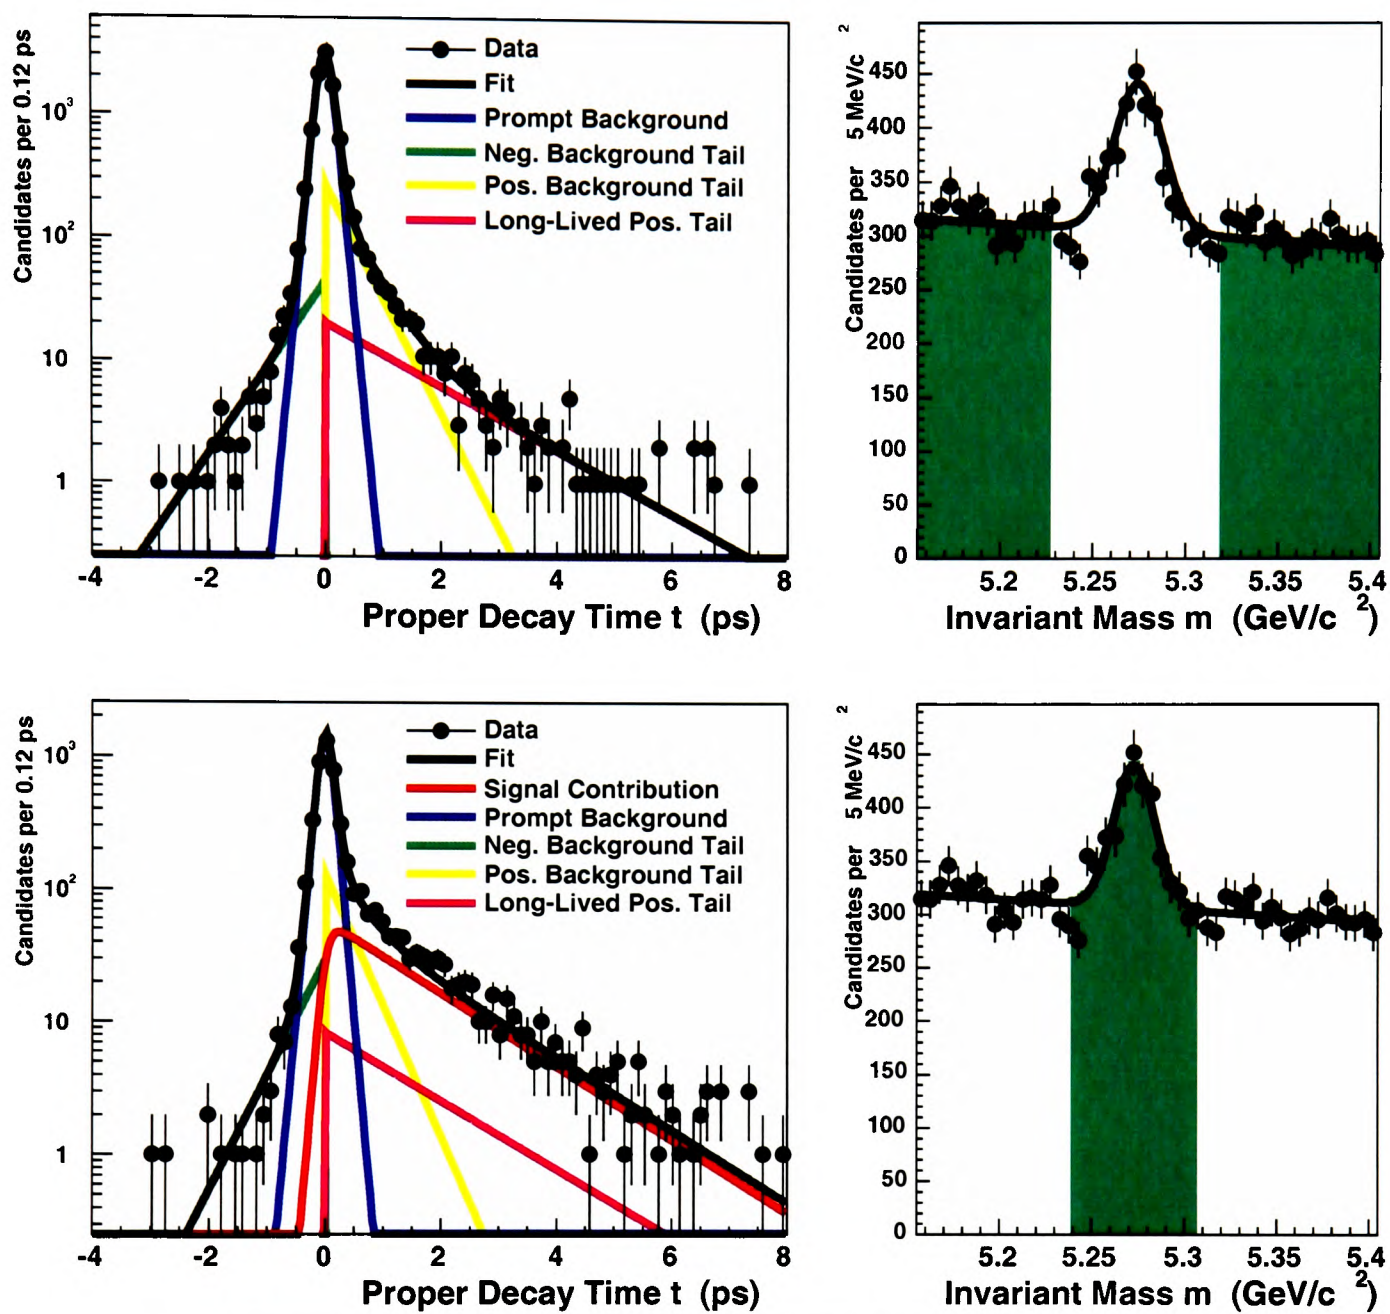 Candidates per 0.12 ps
10³
10²
10
1
Data
Fit
Prompt Background
Neg. Background Tail
Pos. Background Tail
Long-Lived Pos. Tail
-4 -2 0 2 4 6 8
Proper Decay Time t (ps)
Candidates per 5 MeV/c ²
450
400
350
300
250
200
150
100
50
0
5.2 5.25 5.3 5.35 5.4
Invariant Mass m (GeV/c ²)
Candidates per 0.12 ps
10³
10²
10
1
Data
Fit
Signal Contribution
Prompt Background
Neg. Background Tail
Pos. Background Tail
Long-Lived Pos. Tail
-4 -2 0 2 4 6 8
Proper Decay Time t (ps)
Candidates per 5 MeV/c ²
450
400
350
300
250
200
150
100
50
0
5.2 5.25 5.3 5.35 5.4
Invariant Mass m (GeV/c ²)